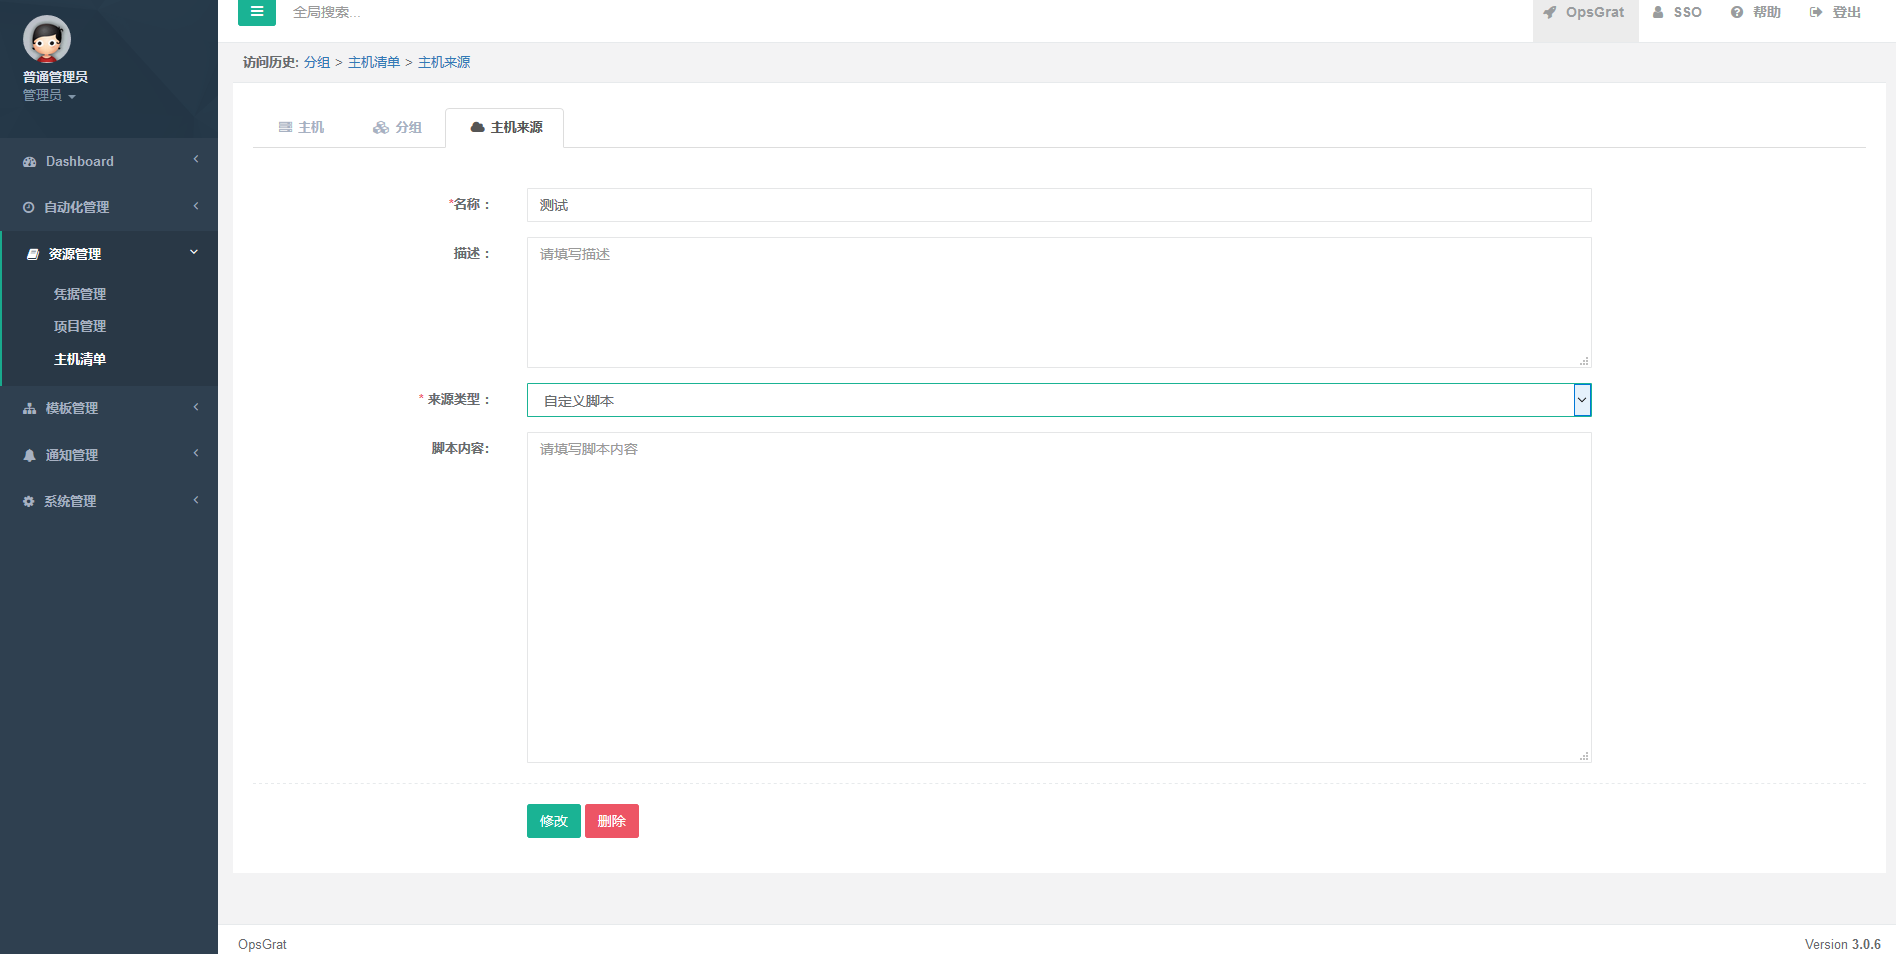 全局搜索...
OpsGrat
SSO
帮助
登出
普通管理员
管理员
Dashboard
自动化管理
资源管理
凭据管理
项目管理
主机清单
模板管理
通知管理
系统管理
访问历史: 分组 > 主机清单 > 主机来源
主机
分组
主机来源
*名称：
测试
描述：
请填写描述
* 来源类型：
自定义脚本
脚本内容:
请填写脚本内容
修改
删除
OpsGrat
Version 3.0.6